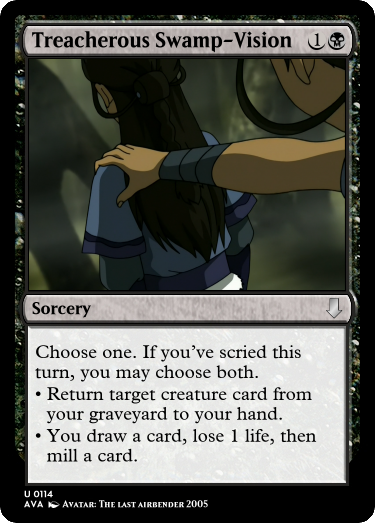 Treacherous Swamp-Vision 1
Sorcery
Choose one. If you've scried this
turn, you may choose both.
• Return target creature card from
your graveyard to your hand.
• You draw a card, lose 1 life, then
mill a card.
U 0114
AVA Avatar: The last airbender 2005